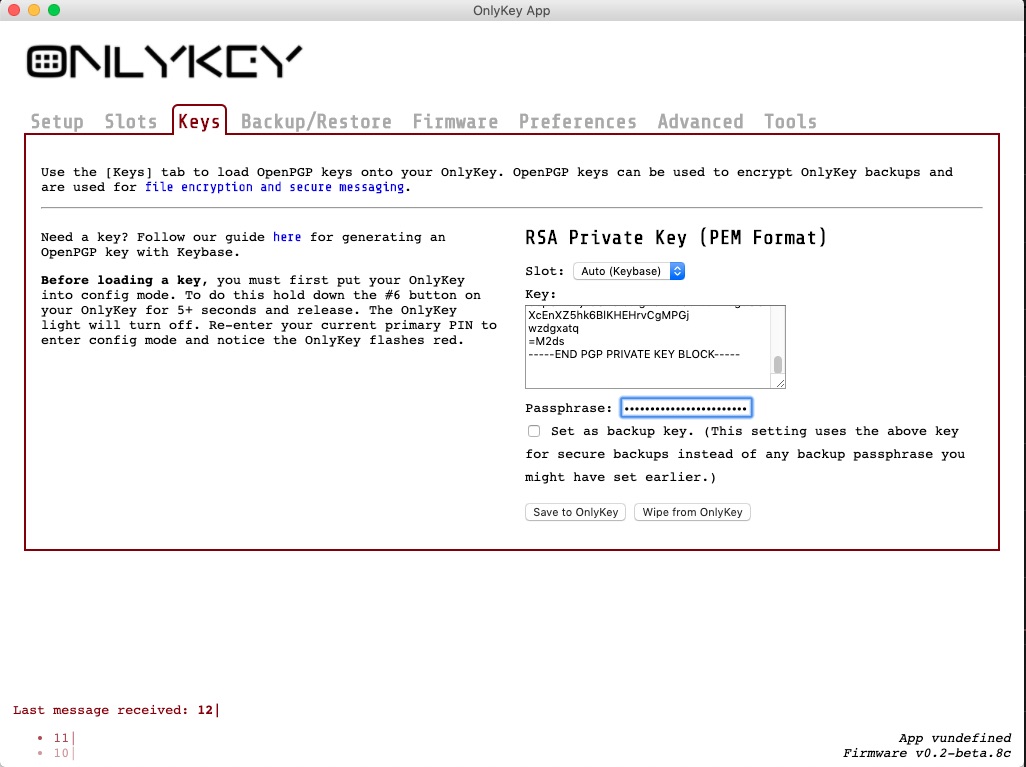 OnlyKey App
ONLYKEY
Setup Slots Keys Backup/Restore Firmware Preferences Advanced Tools
Use the [Keys] tab to load OpenPGP keys onto your OnlyKey. OpenPGP keys can be used to encrypt OnlyKey backups and
are used for file encryption and secure messaging.
Need a key? Follow our guide here for generating an
OpenPGP key with Keybase.
Before loading a key, you must first put your OnlyKey
into config mode. To do this hold down the #6 button on
your OnlyKey for 5+ seconds and release. The OnlyKey
light will turn off. Re-enter your current primary PIN to
enter config mode and notice the OnlyKey flashes red.
RSA Private Key (PEM Format)
Slot: Auto (Keybase)
Key:
wzdgxatq
=M2ds
-----END PGP PRIVATE KEY BLOCK-----
Passphrase: ••••••••••••••••••••••••
Set as backup key. (This setting uses the above key
for secure backups instead of any backup passphrase you
might have set earlier.)
Save to OnlyKey Wipe from OnlyKey
Last message received: 12|
• 11|
• 10|
App vundefined
Firmware v0.2-beta.8c